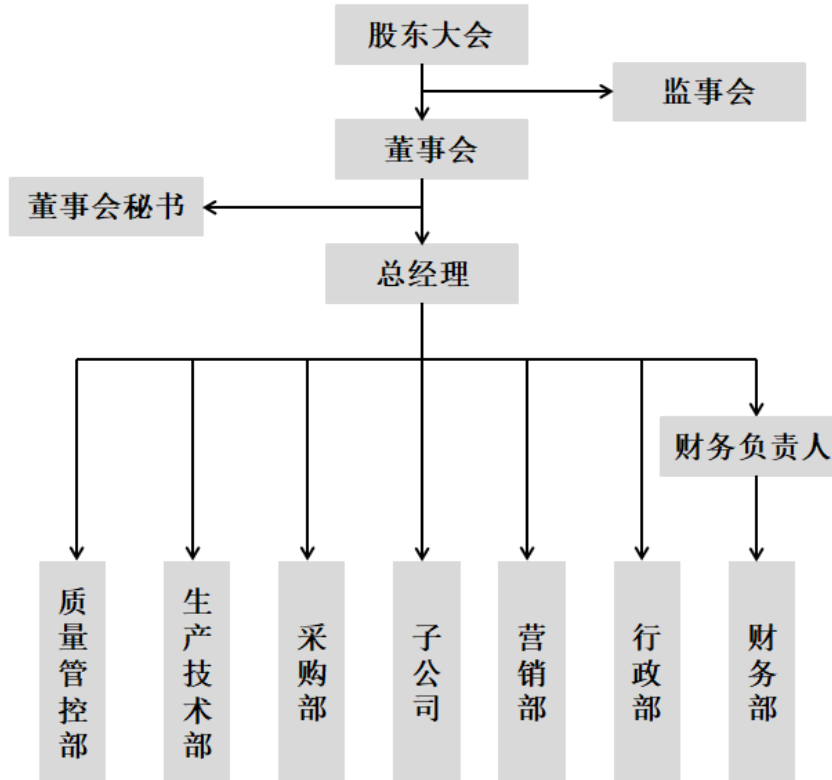 股东大会
监事会
董事会
董事会秘书
总经理
财务负责人
质量管控部
生产技术部
采购部
子公司
营销部
行政部
财务部